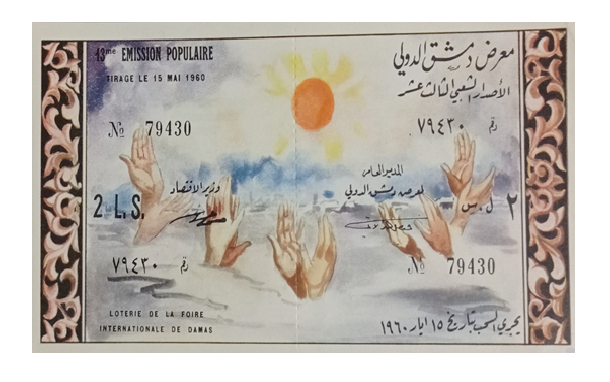 13me EMISSION POPULAIRE
TIRAGE LE 15 MAI 1960
No 79430
معرض دمشق الدولي
الأصدار الشعبي الثالث عشر
رقم ٧٩٤٣٠
وزير الاقتصاد
المدير العام
لمعرض دمشق الدولي
2 L.S.
٢ ل.س
رقم ٧٩٤٣٠
No 79430
LOTERIE DE LA FOIRE
INTERNATIONALE DE DAMAS
يجري السحب بتاريخ ١٥ ايار ١٩٦٠